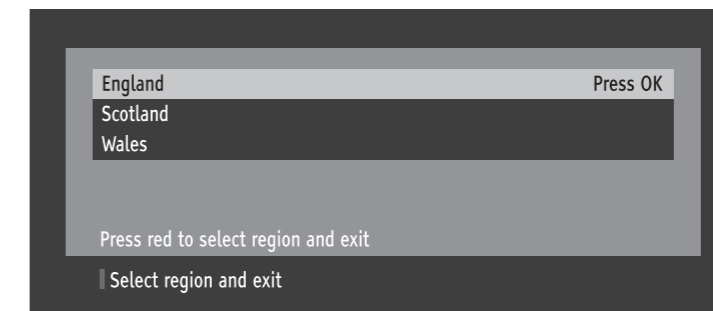 England Press OK
Scotland
Wales
Press red to select region and exit
Select region and exit